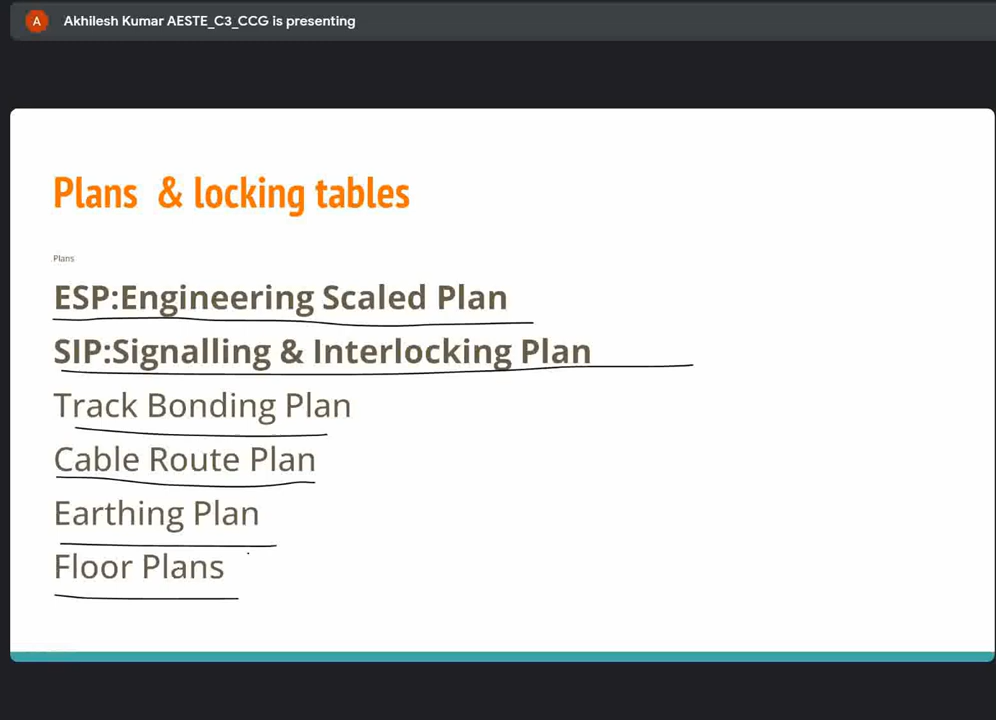 A
Akhilesh Kumar AESTE_C3_CCG is presenting
Plans & locking tables
Plans
ESP:Engineering Scaled Plan
SIP:Signalling & Interlocking Plan
Track Bonding Plan
Cable Route Plan
Earthing Plan
Floor Plans